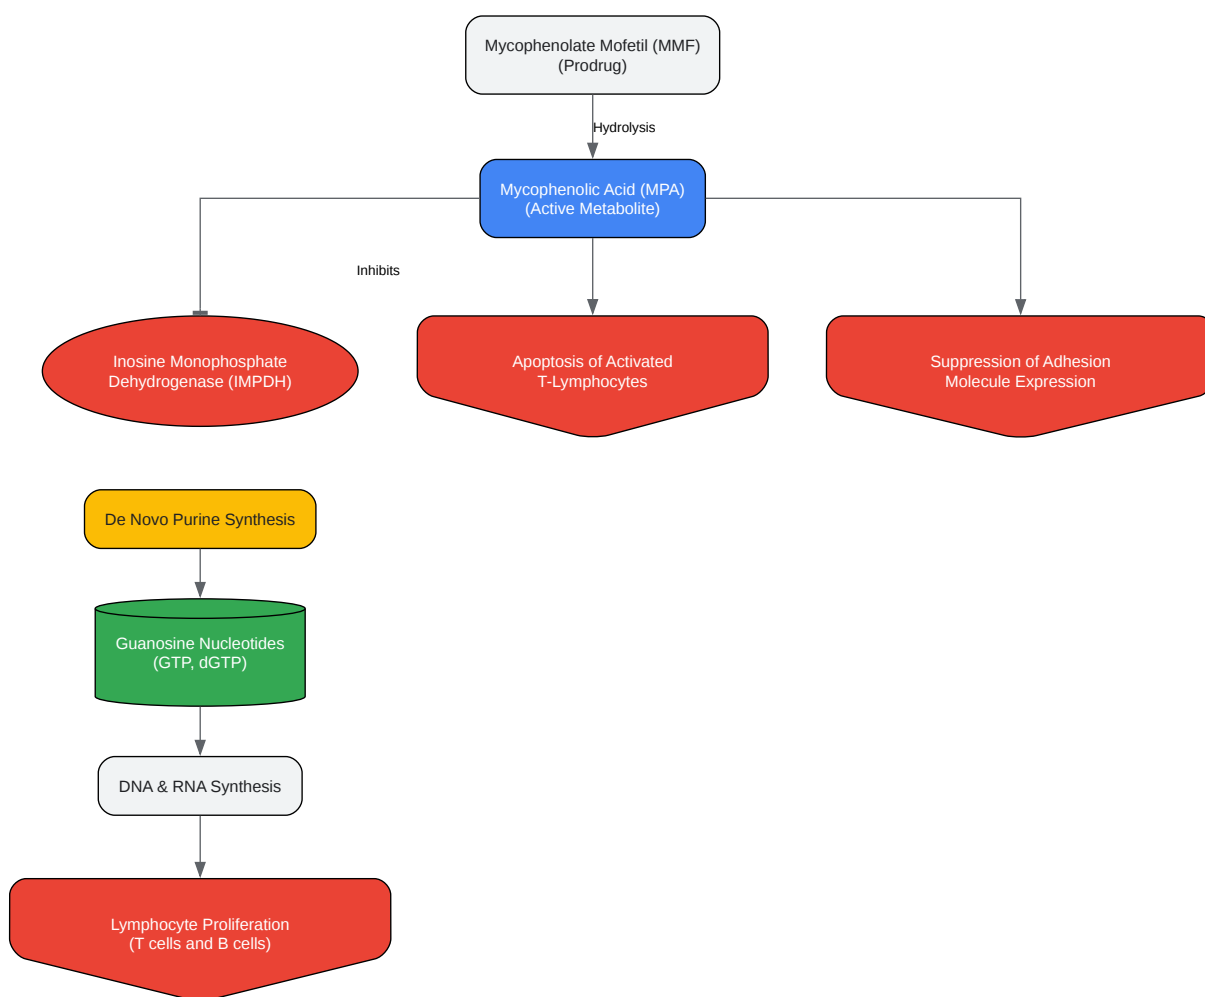 Mycophenolate Mofetil (MMF)
(Prodrug)
Hydrolysis
Mycophenolic Acid (MPA)
(Active Metabolite)
Inhibits
Inosine Monophosphate
Dehydrogenase (IMPDH)
Apoptosis of Activated
T-Lymphocytes
Suppression of Adhesion
Molecule Expression
De Novo Purine Synthesis
Guanosine Nucleotides
(GTP, dGTP)
DNA & RNA Synthesis
Lymphocyte Proliferation
(T cells and B cells)